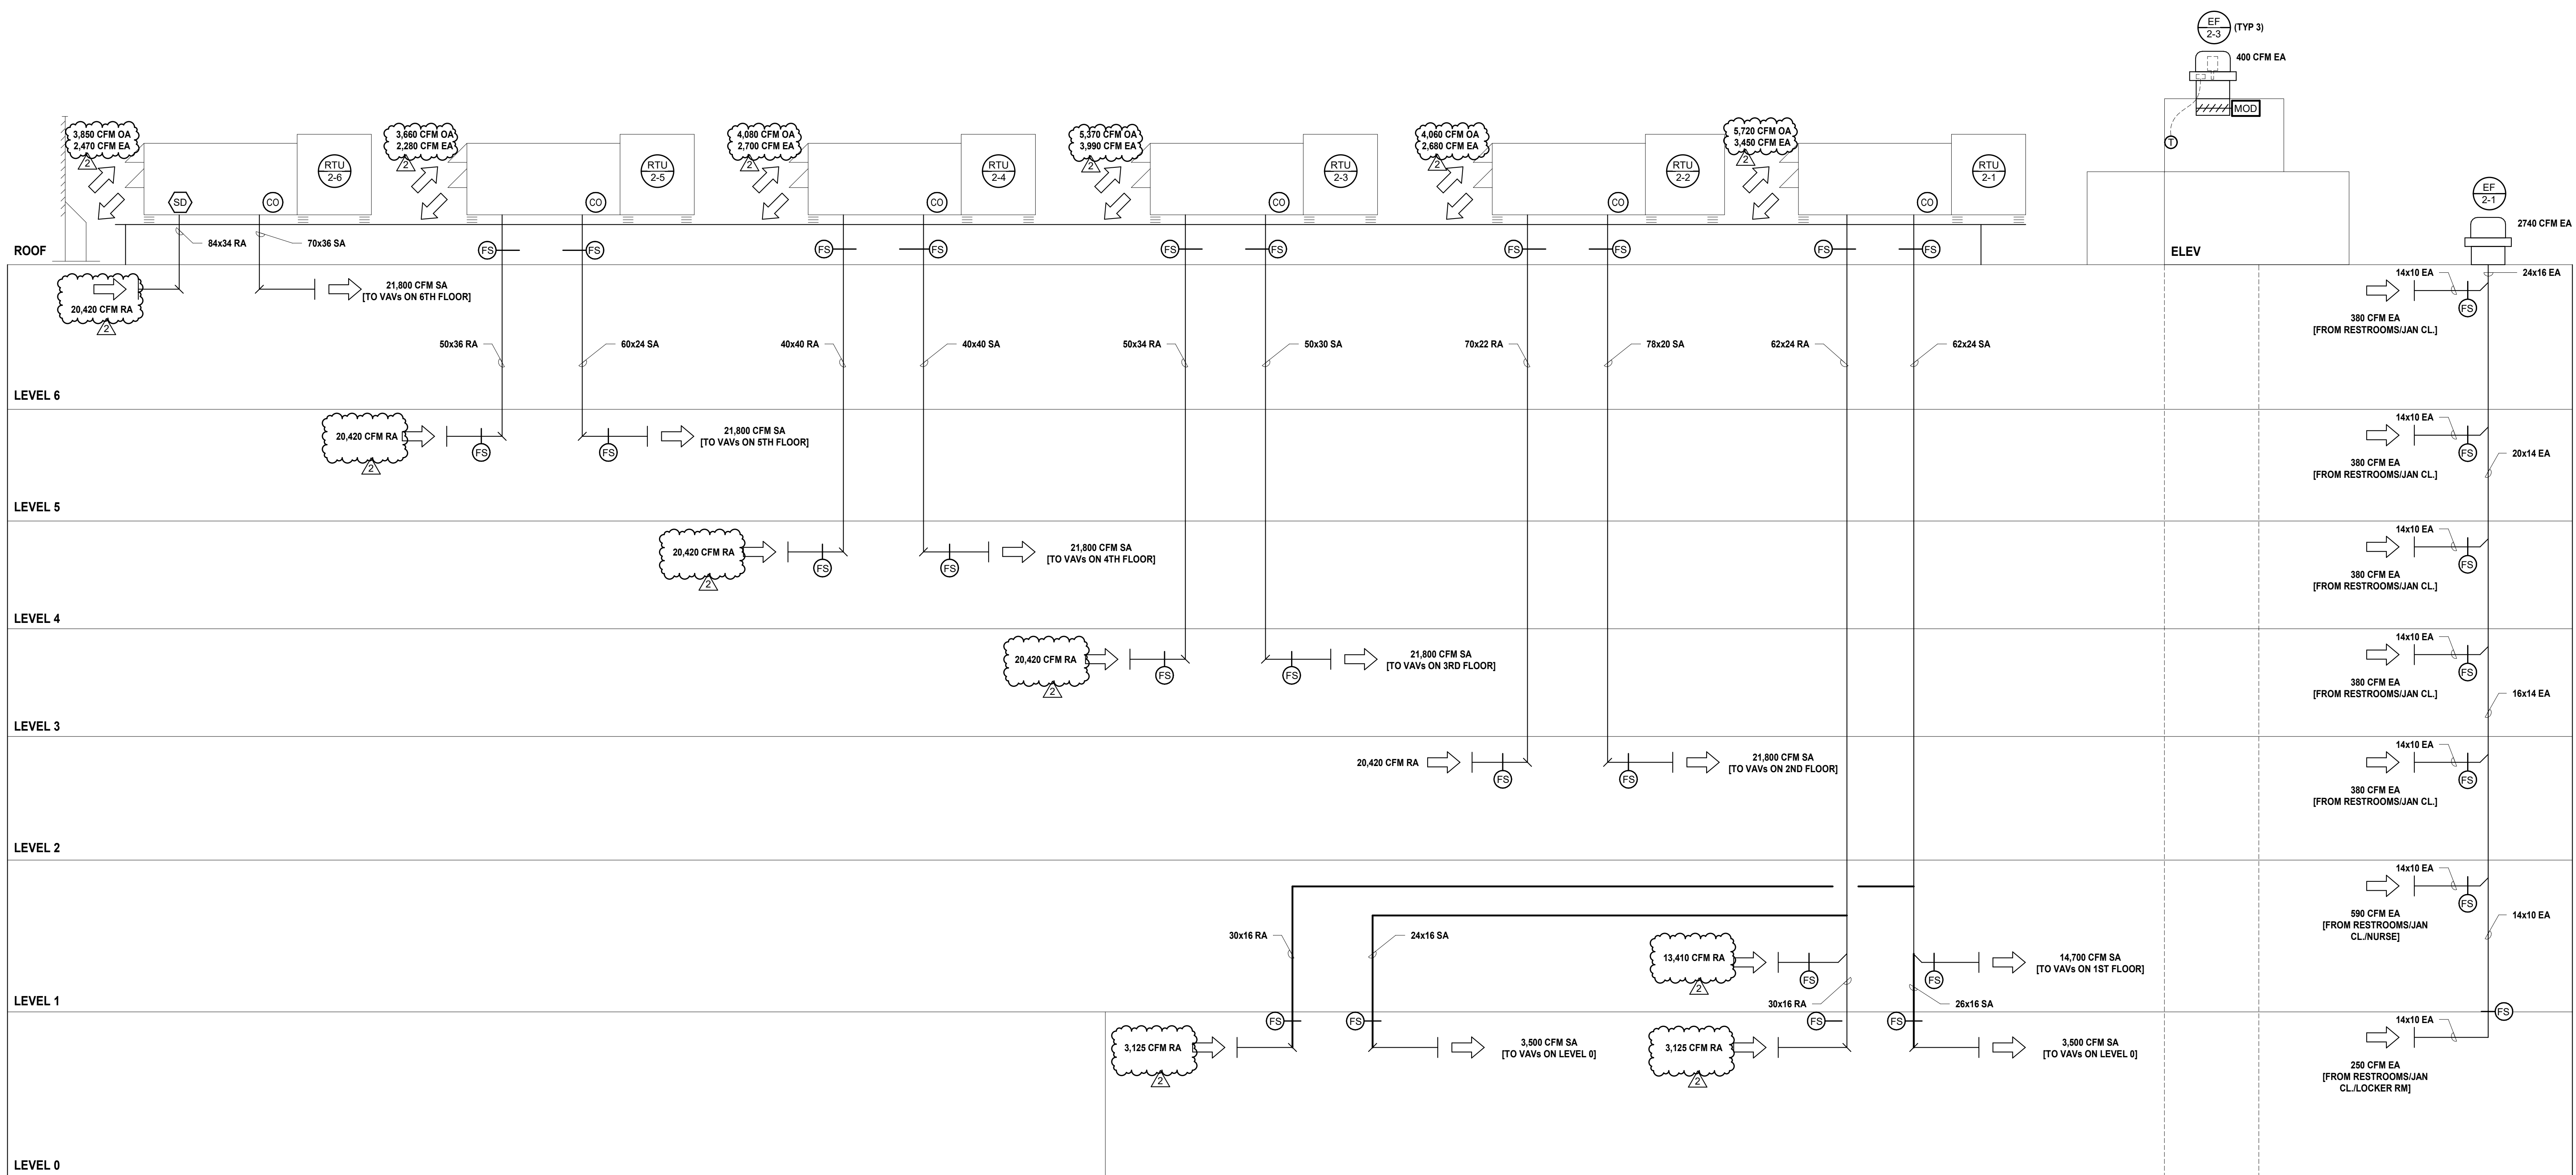 EF
2-3
(TYP 3)
400 CFM EA
MOD
T
3,850 CFM OA
2,470 CFM EA
2
RTU
2-6
SD
CO
3,660 CFM OA
2,280 CFM EA
2
RTU
2-5
CO
4,080 CFM OA
2,700 CFM EA
2
RTU
2-4
CO
5,370 CFM OA
3,990 CFM EA
2
RTU
2-3
CO
4,060 CFM OA
2,680 CFM EA
2
RTU
2-2
CO
5,720 CFM OA
3,450 CFM EA
2
RTU
2-1
CO
EF
2-1
2740 CFM EA
ROOF
84x34 RA
70x36 SA
FS
FS
FS
FS
FS
FS
FS
FS
FS
FS
ELEV
20,420 CFM RA
2
21,800 CFM SA
[TO VAVs ON 6TH FLOOR]
14x10 EA
24x16 EA
FS
380 CFM EA
[FROM RESTROOMS/JAN CL.]
50x36 RA
60x24 SA
40x40 RA
40x40 SA
50x34 RA
50x30 SA
70x22 RA
78x20 SA
62x24 RA
62x24 SA
LEVEL 6
20,420 CFM RA
2
FS
FS
21,800 CFM SA
[TO VAVs ON 5TH FLOOR]
14x10 EA
FS
380 CFM EA
[FROM RESTROOMS/JAN CL.]
20x14 EA
LEVEL 5
20,420 CFM RA
2
FS
FS
21,800 CFM SA
[TO VAVs ON 4TH FLOOR]
14x10 EA
FS
380 CFM EA
[FROM RESTROOMS/JAN CL.]
LEVEL 4
20,420 CFM RA
2
FS
FS
21,800 CFM SA
[TO VAVs ON 3RD FLOOR]
14x10 EA
FS
380 CFM EA
[FROM RESTROOMS/JAN CL.]
16x14 EA
LEVEL 3
20,420 CFM RA
FS
FS
21,800 CFM SA
[TO VAVs ON 2ND FLOOR]
14x10 EA
FS
380 CFM EA
[FROM RESTROOMS/JAN CL.]
LEVEL 2
30x16 RA
24x16 SA
13,410 CFM RA
2
FS
FS
14,700 CFM SA
[TO VAVs ON 1ST FLOOR]
30x16 RA
26x16 SA
14x10 EA
FS
590 CFM EA
[FROM RESTROOMS/JAN
CL./NURSE]
14x10 EA
LEVEL 1
FS
FS
FS
FS
FS
3,125 CFM RA
2
3,500 CFM SA
[TO VAVs ON LEVEL 0]
3,125 CFM RA
2
3,500 CFM SA
[TO VAVs ON LEVEL 0]
14x10 EA
250 CFM EA
[FROM RESTROOMS/JAN
CL./LOCKER RM]
LEVEL 0